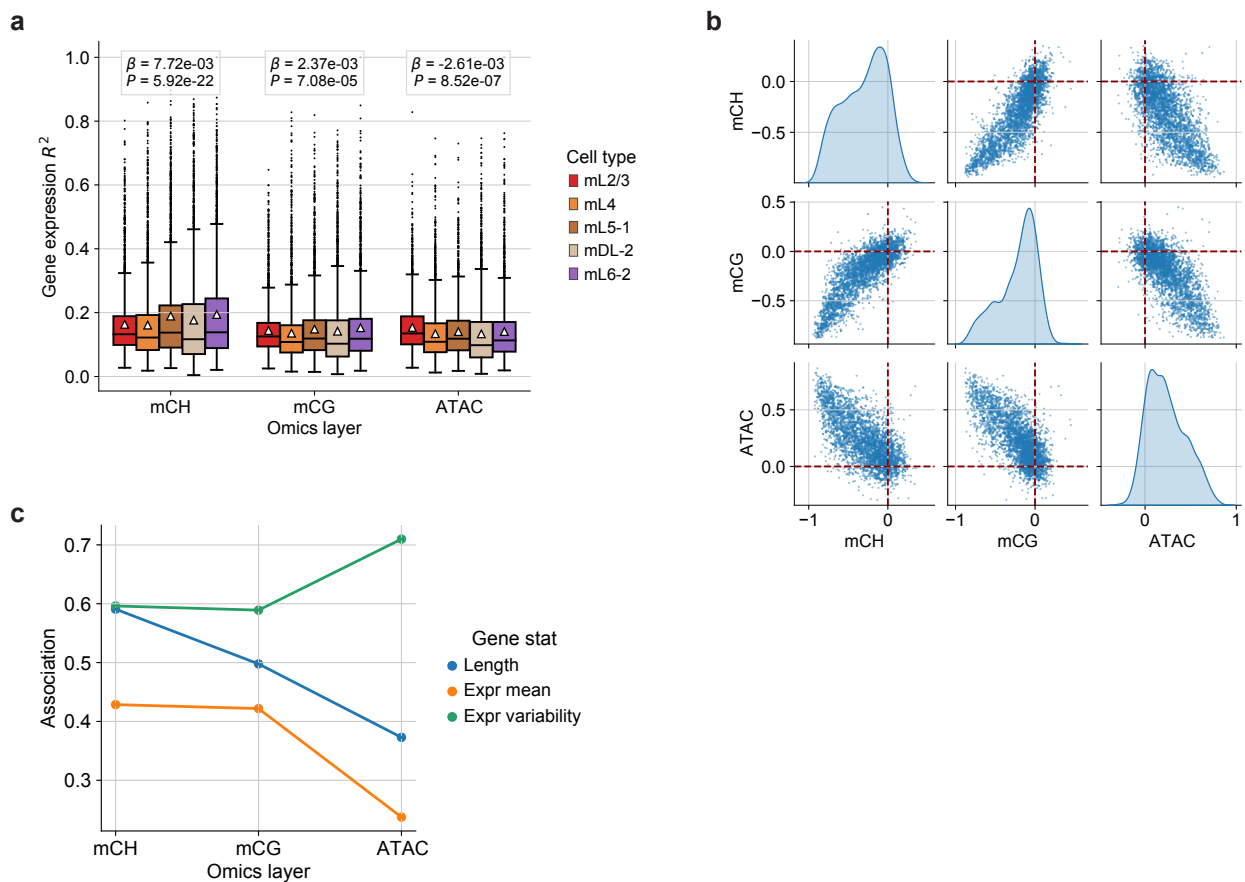 a
1.0
0.8
0.6
0.4
0.2
0.0
Gene expression R²
β = 7.72e-03
P = 5.92e-22
β = 2.37e-03
P = 7.08e-05
β = -2.61e-03
P = 8.52e-07
mCH
mCG
ATAC
Omics layer
Cell type
mL2/3
mL4
mL5-1
mDL-2
mL6-2
b
mCH
0.0
−0.5
mCG
0.5
0.0
−0.5
ATAC
0.5
0.0
−1
0
mCH
−1
0
mCG
0
1
ATAC
c
0.7
0.6
0.5
0.4
0.3
Association
mCH
mCG
ATAC
Omics layer
Gene stat
Length
Expr mean
Expr variability